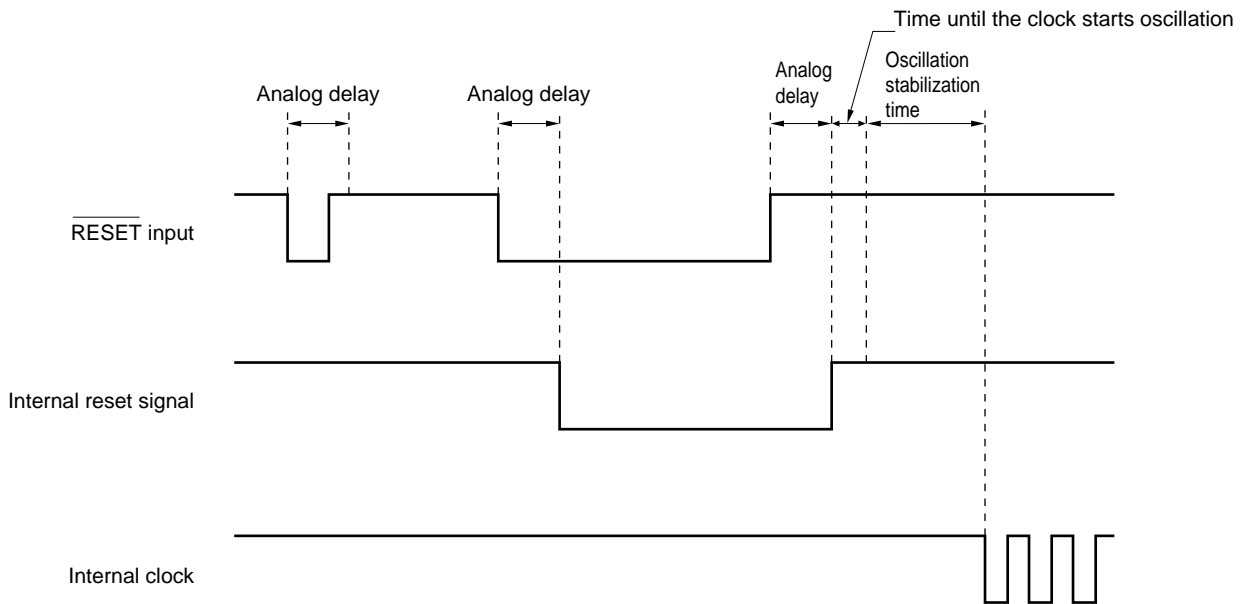 Time until the clock starts oscillation
Analog delay
Analog delay
Analog
delay
Oscillation
stabilization
time
RESET input
Internal reset signal
Internal clock